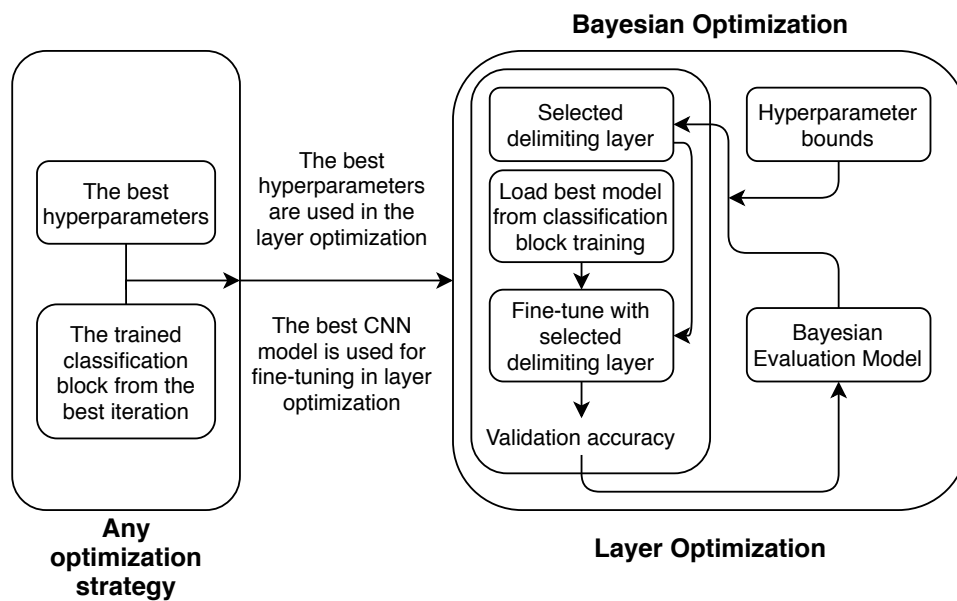 Bayesian Optimization
The best
hyperparameters
The trained
classification
block from the
best iteration
Any
optimization
strategy
The best
hyperparameters
are used in the
layer optimization
The best CNN
model is used for
fine-tuning in layer
optimization
Selected
delimiting layer
Load best model
from classification
block training
Fine-tune with
selected
delimiting layer
Validation accuracy
Hyperparameter
bounds
Bayesian
Evaluation Model
Layer Optimization